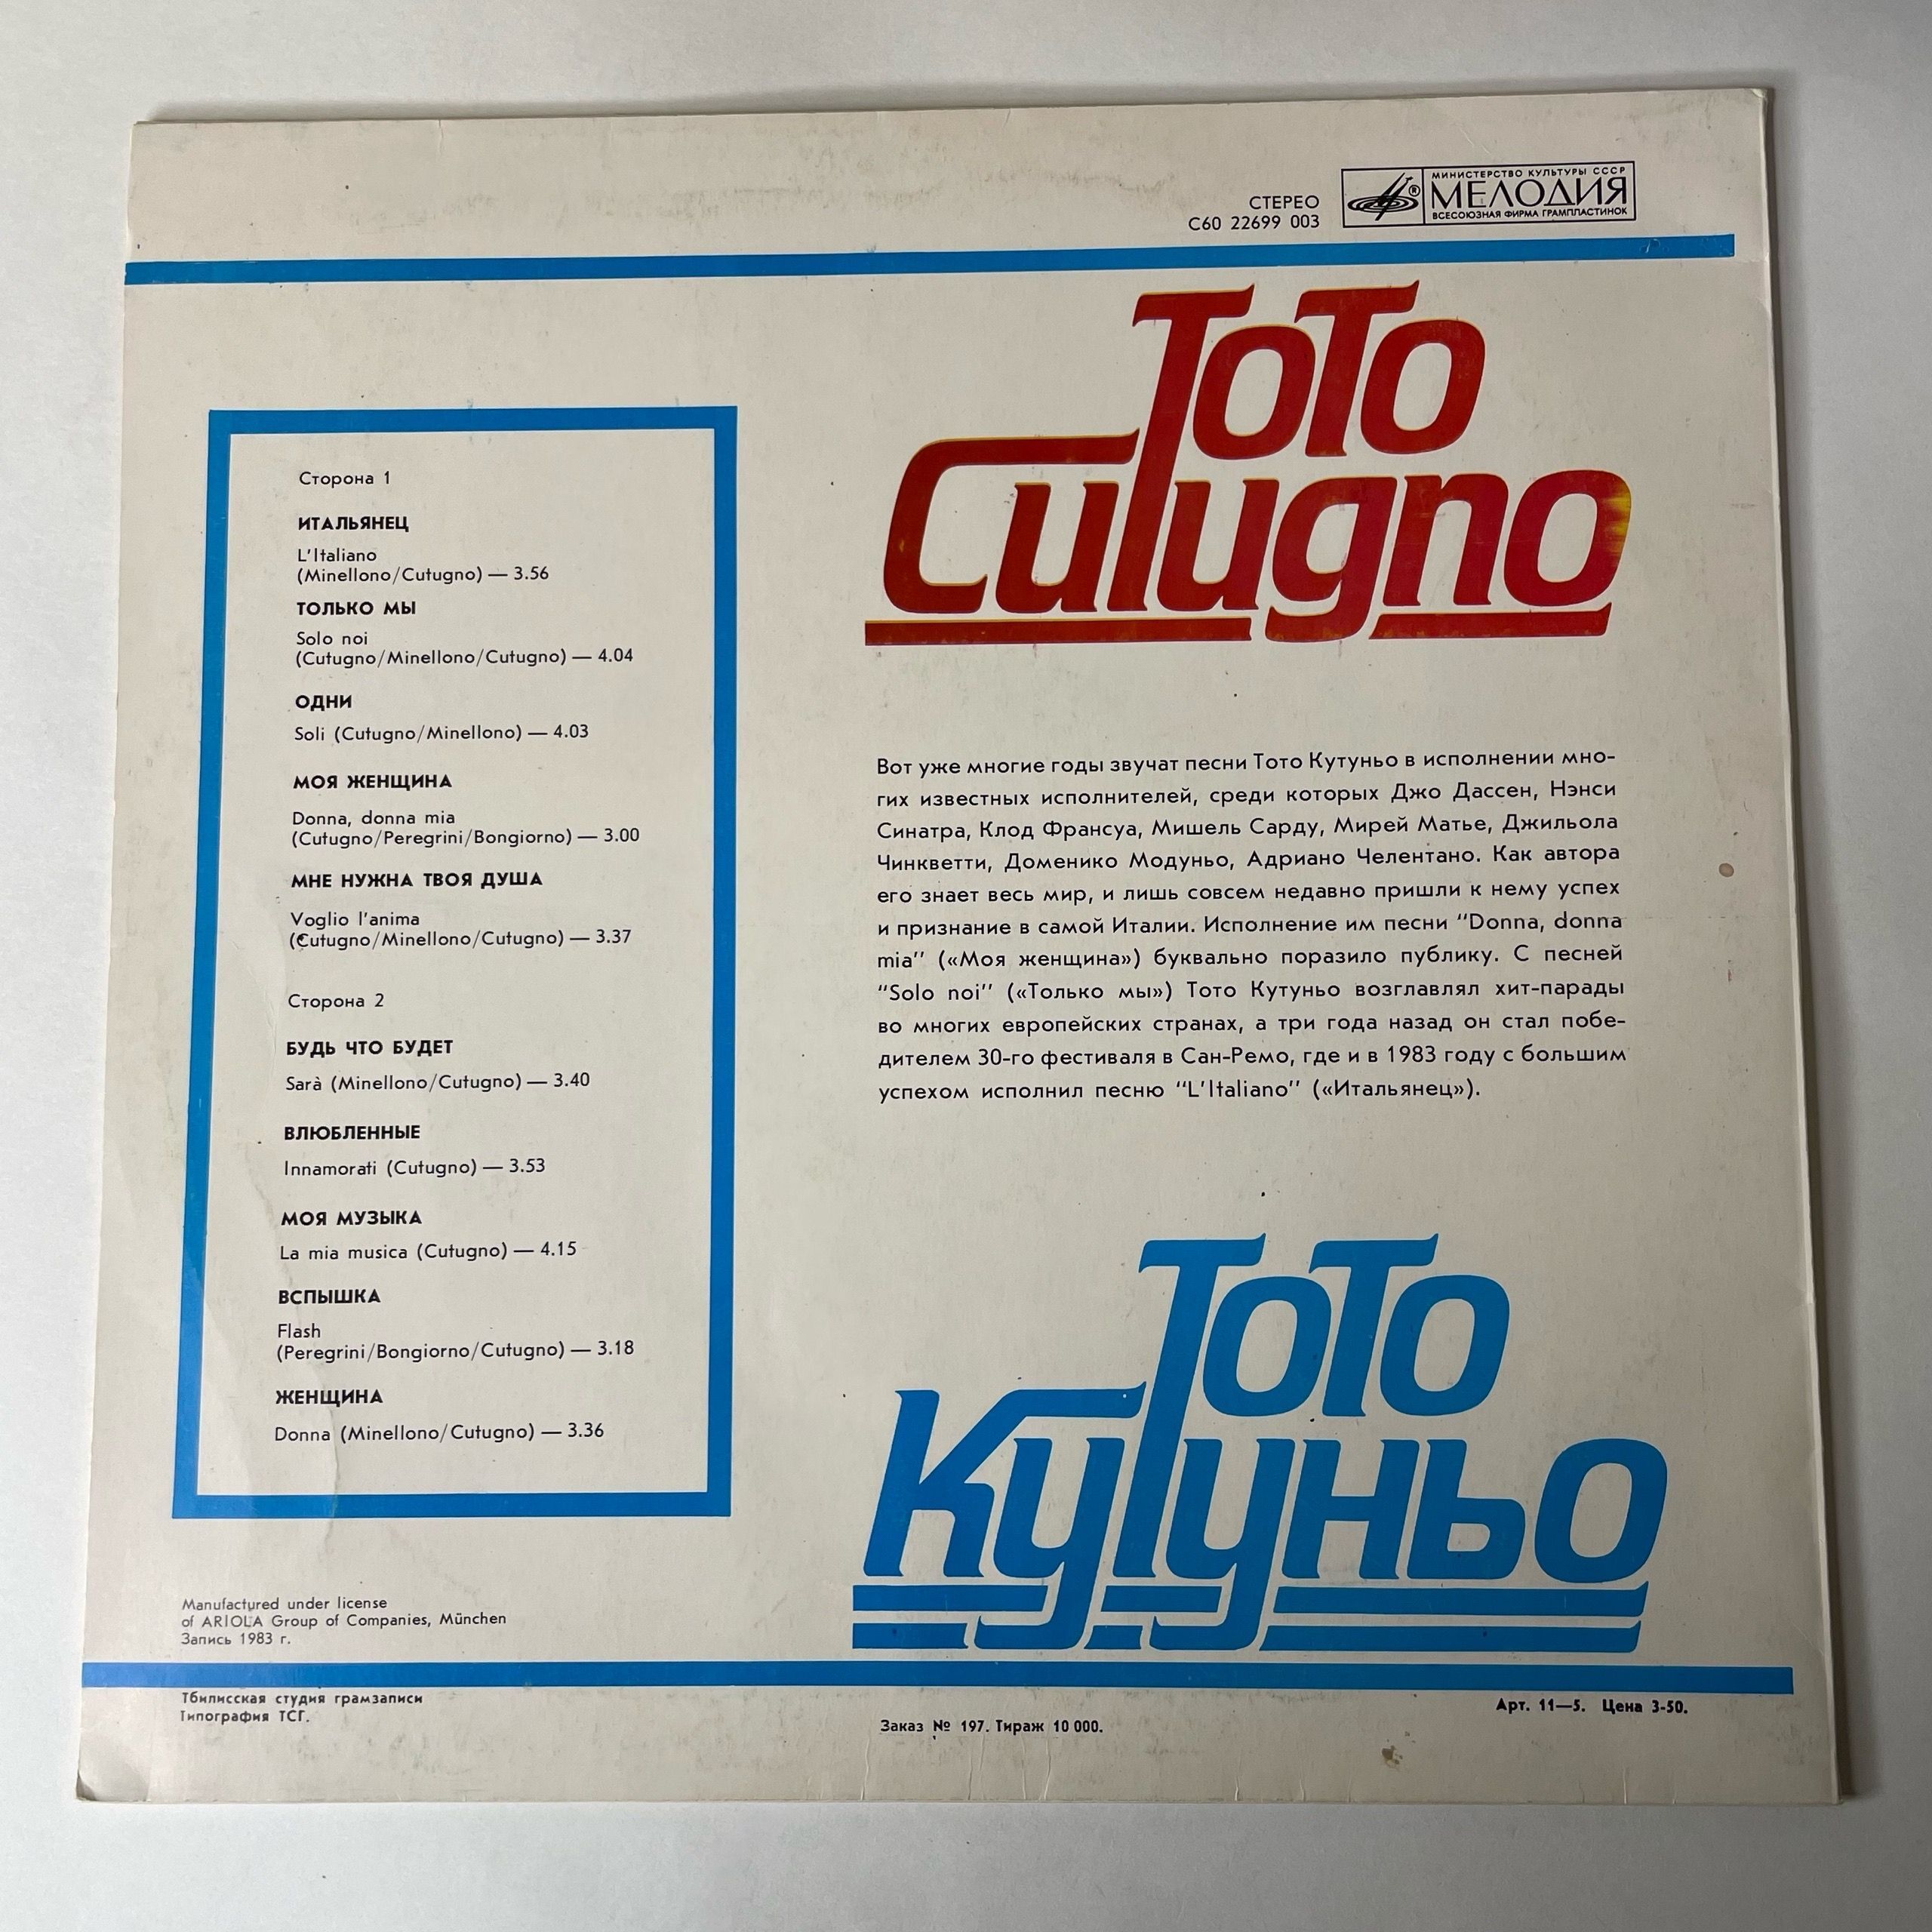 СТЕРЕО
С60 22699 003
МИНИСТЕРСТВО КУЛЬТУРЫ СССР
МЕЛОДИЯ
ВСЕСОЮЗНАЯ ФИРМА ГРАМПЛАСТИНОК
®
ToTo
Cutugno
Сторона 1
ИТАЛЬЯНЕЦ
L'Italiano
(Minellono/Cutugno) — 3.56
ТОЛЬКО МЫ
Solo noi
(Cutugno/Minellono/Cutugno) — 4.04
ОДНИ
Soli (Cutugno/Minellono) — 4.03
МОЯ ЖЕНЩИНА
Donna, donna mia
(Cutugno/Peregrini/Bongiorno) — 3.00
МНЕ НУЖНА ТВОЯ ДУША
Voglio l'anima
(Cutugno/Minellono/Cutugno) — 3.37
Сторона 2
БУДЬ ЧТО БУДЕТ
Sarà (Minellono/Cutugno) — 3.40
ВЛЮБЛЕННЫЕ
Innamorati (Cutugno) — 3.53
МОЯ МУЗЫКА
La mia musica (Cutugno) — 4.15
ВСПЫШКА
Flash
(Peregrini/Bongiorno/Cutugno) — 3.18
ЖЕНЩИНА
Donna (Minellono/Cutugno) — 3.36
Вот уже многие годы звучат песни Тото Кутуньо в исполнении мно-
гих известных исполнителей, среди которых Джо Дассен, Нэнси
Синатра, Клод Франсуа, Мишель Сарду, Мирей Матье, Джильола
Чинкветти, Доменико Модуньо, Адриано Челентано. Как автора
его знает весь мир, и лишь совсем недавно пришли к нему успех
и признание в самой Италии. Исполнение им песни “Donna, donna
mia” («Моя женщина») буквально поразило публику. С песней
“Solo noi” («Только мы») Тото Кутуньо возглавлял хит-парады
во многих европейских странах, а три года назад он стал побе-
дителем 30-го фестиваля в Сан-Ремо, где и в 1983 году с большим
успехом исполнил песню “L'Italiano” («Итальянец»).
ТоТо
Кутуньо
Manufactured under license
of ARIOLA Group of Companies, München
Запись 1983 г.
Тбилисская студия грамзаписи
Типография ТСГ.
Заказ № 197. Тираж 10 000.
Арт. 11—5. Цена 3-50.